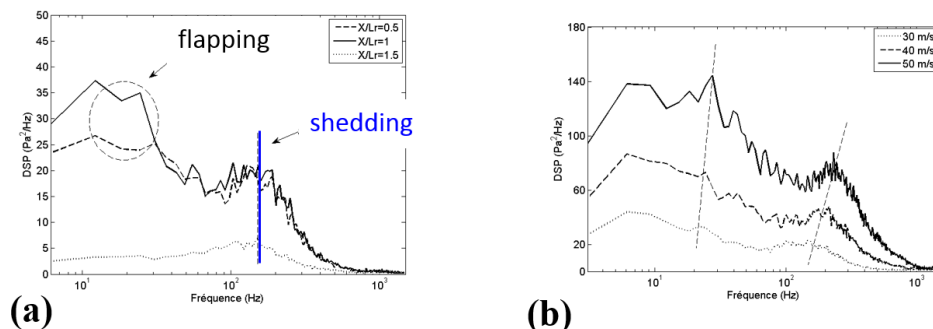 50
45
40
35
30
25
20
15
10
5
0
DSP (Pa²/Hz)
flapping
shedding
X/Lr=0.5
X/Lr=1
X/Lr=1.5
10¹ 10² 10³
Fréquence (Hz)
(a)
180
140
100
60
20
0
DSP (Pa²/Hz)
30 m/s
40 m/s
50 m/s
10¹ 10² 10³
Fréquence (Hz)
(b)